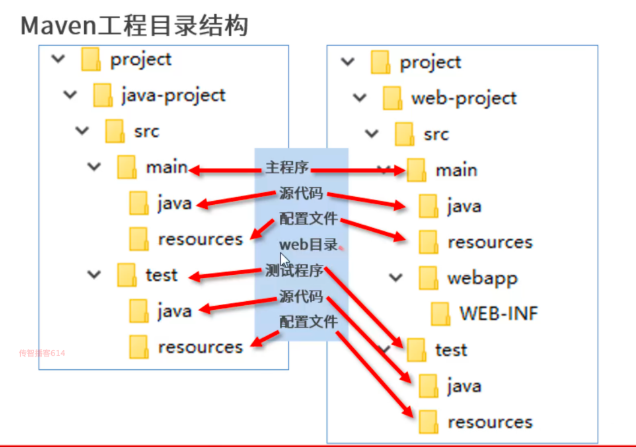 Maven工程目录结构
project
java-project
src
main
java
resources
test
java
resources
主程序
源代码
配置文件
web目录
测试程序
源代码
配置文件
project
web-project
src
main
java
resources
webapp
WEB-INF
test
java
resources
传智播客614